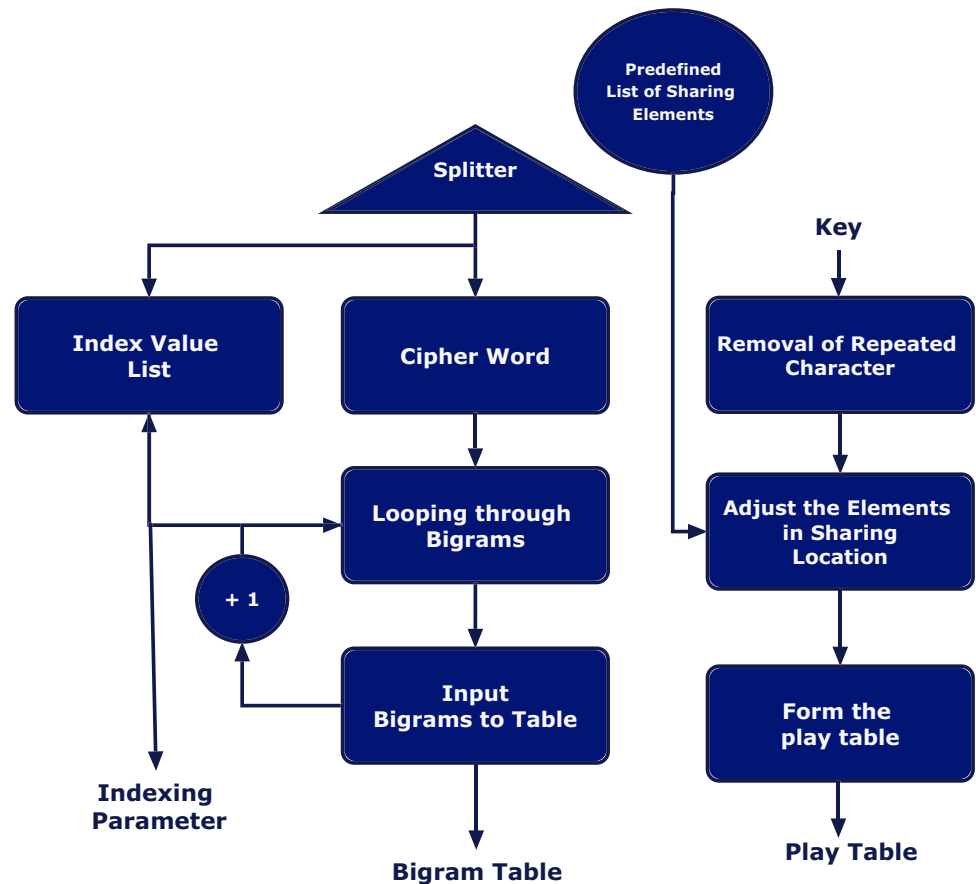 Predefined
List of Sharing
Elements
Splitter
Key
Index Value
List
Cipher Word
Removal of Repeated
Character
Looping through
Bigrams
Adjust the Elements
in Sharing
Location
+ 1
Input
Bigrams to Table
Form the
play table
Indexing
Parameter
Bigram Table
Play Table